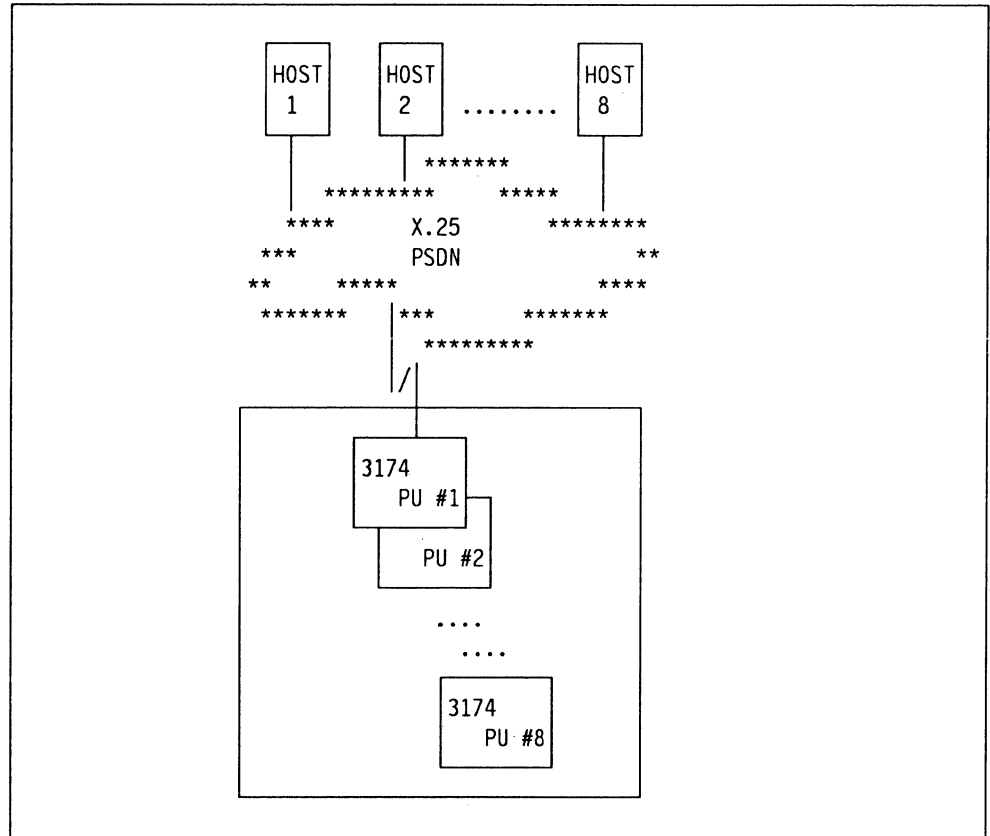 HOST HOST HOST
1 2 ........ 8
*******
********* *****
**** X.25 ********
*** PSDN **
** ***** ****
******* *** *******
*********
/
3174
PU #1
PU #2
....
....
3174
PU #8